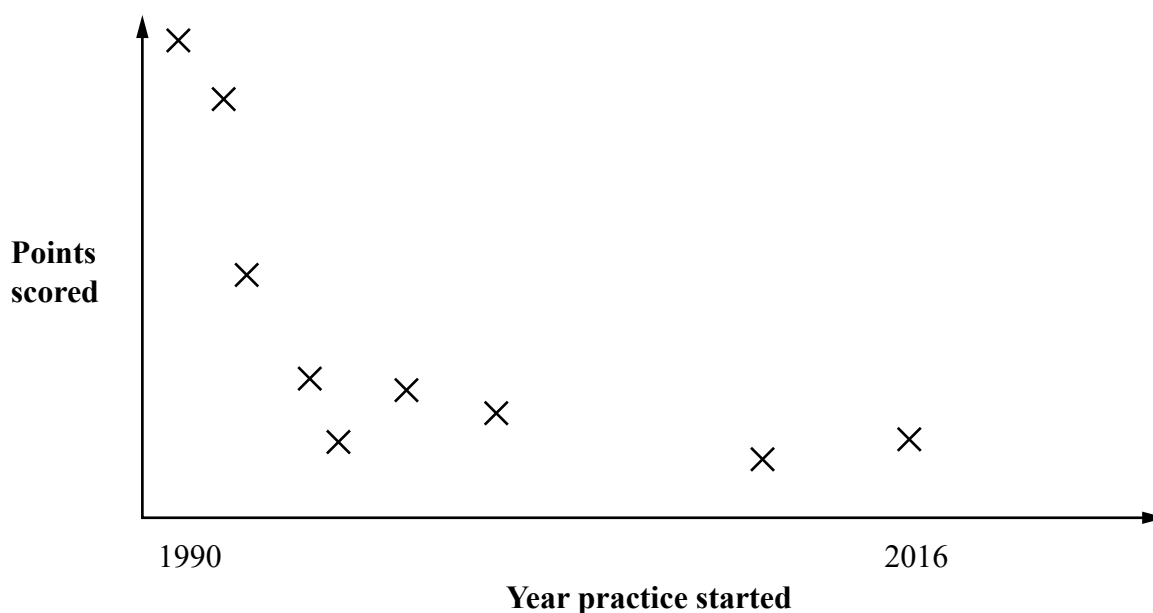 Points
scored
1990
2016
Year practice started